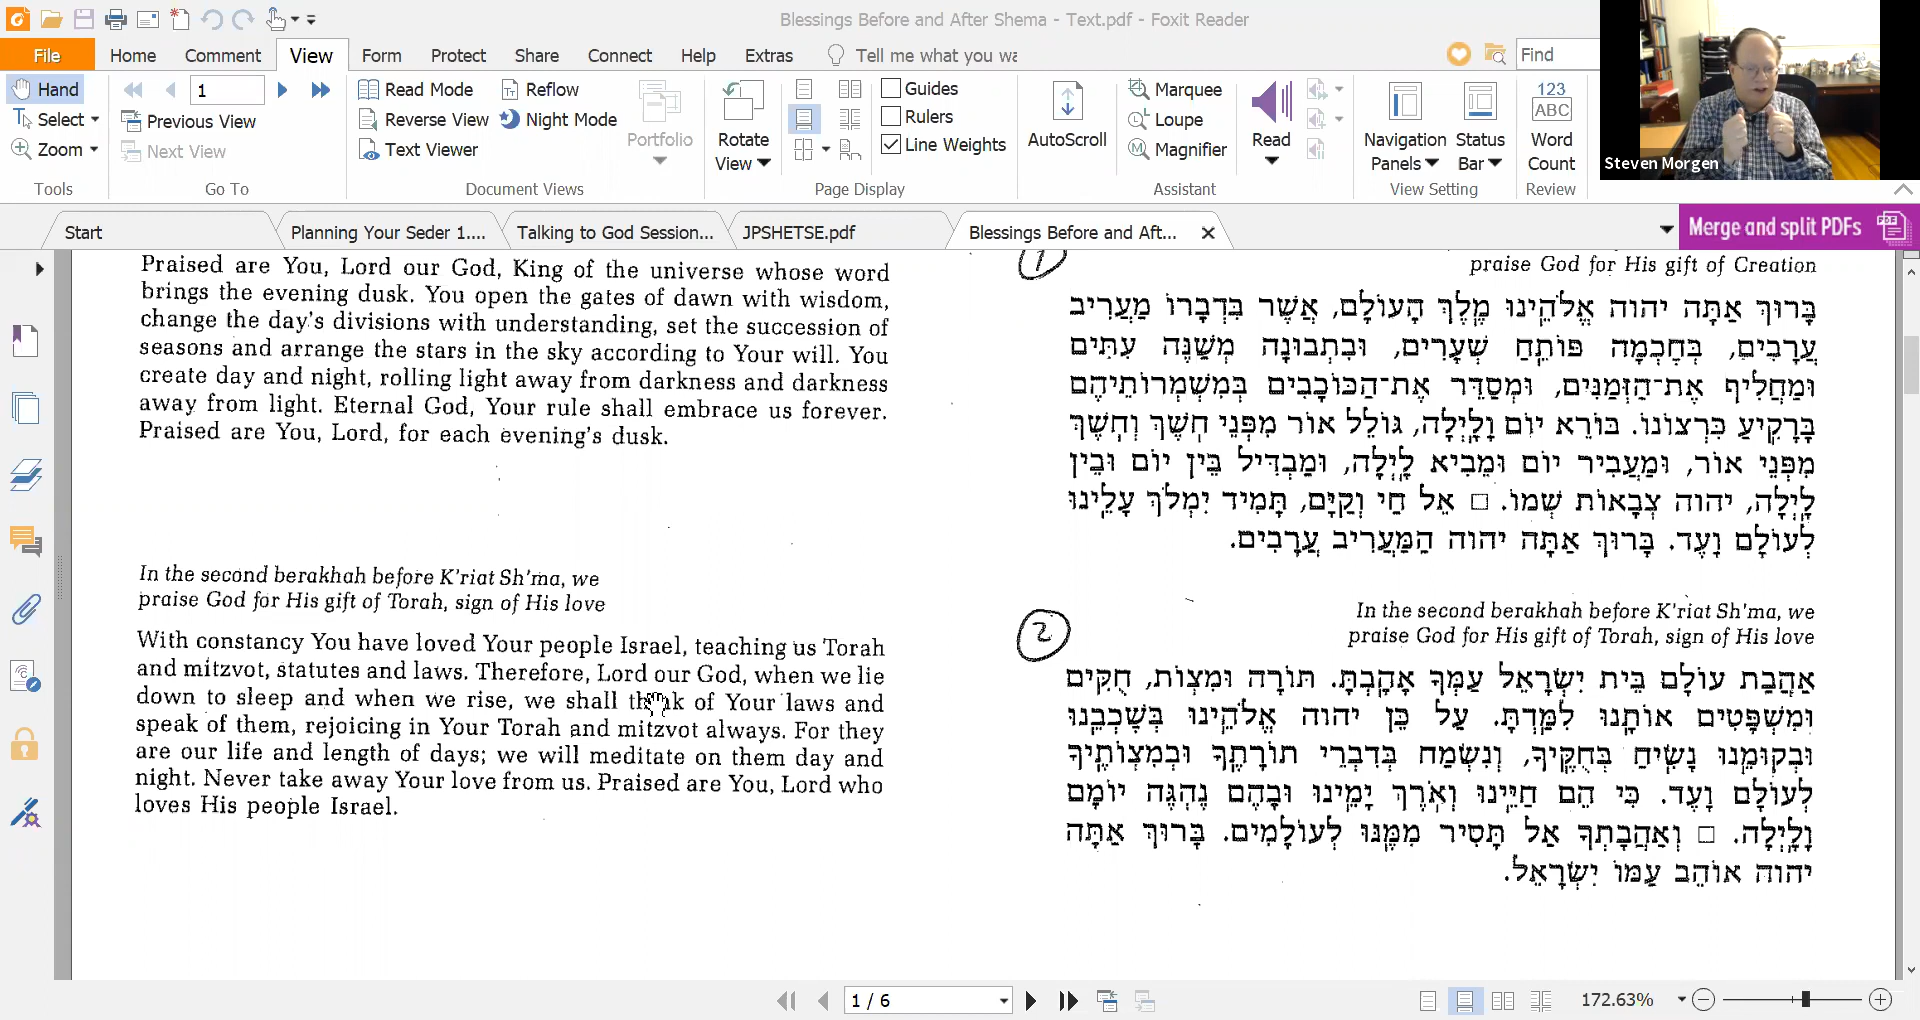 Blessings Before and After Shema - Text.pdf - Foxit Reader
File Home Comment View Form Protect Share Connect Help Extras Tell me what you wa Find
Hand
Select
Zoom
Tools
1
Previous View
Next View
Go To
Read Mode Reflow
Reverse View Night Mode
Text Viewer
Document Views
Portfolio
Rotate
View
Guides
Rulers
Line Weights
Page Display
AutoScroll
Marquee
Loupe
Magnifier
Read
Assistant
Navigation
Panels
Status
Bar
View Setting
123
ABC
Word
Count
Review
Steven Morgen
Start Planning Your Seder 1.... Talking to God Session... JPSHETSE.pdf Blessings Before and Aft...
Merge and split PDFs
Praised are You, Lord our God, King of the universe whose word
brings the evening dusk. You open the gates of dawn with wisdom,
change the day's divisions with understanding, set the succession of
seasons and arrange the stars in the sky according to Your will. You
create day and night, rolling light away from darkness and darkness
away from light. Eternal God, Your rule shall embrace us forever.
Praised are You, Lord, for each evening's dusk.
In the second berakhah before K'riat Sh'ma, we
praise God for His gift of Torah, sign of His love
With constancy You have loved Your people Israel, teaching us Torah
and mitzvot, statutes and laws. Therefore, Lord our God, when we lie
down to sleep and when we rise, we shall think of Your laws and
speak of them, rejoicing in Your Torah and mitzvot always. For they
are our life and length of days; we will meditate on them day and
night. Never take away Your love from us. Praised are You, Lord who
loves His people Israel.
1
praise God for His gift of Creation
בָּרוּךְ אַתָּה יהוה אֱלֹהֵינוּ מֶלֶךְ הָעוֹלָם, אֲשֶׁר בִּדְבָרוֹ מַעֲרִיב
עֲרָבִים, בְּחָכְמָה פּוֹתֵחַ שְׁעָרִים, וּבִתְבוּנָה מְשַׁנֶּה עִתִּים
וּמַחֲלִיף אֶת־הַזְּמַנִּים, וּמְסַדֵּר אֶת־הַכּוֹכָבִים בְּמִשְׁמְרוֹתֵיהֶם
בָּרָקִיעַ כִּרְצוֹנוֹ. בּוֹרֵא יוֹם וָלָיְלָה, גּוֹלֵל אוֹר מִפְּנֵי חֹשֶׁךְ וְחֹשֶׁךְ
מִפְּנֵי אוֹר, וּמַעֲבִיר יוֹם וּמֵבִיא לָיְלָה, וּמַבְדִּיל בֵּין יוֹם וּבֵין
לָיְלָה, יהוה צְבָאוֹת שְׁמוֹ. □ אֵל חַי וְקַיָּם, תָּמִיד יִמְלֹךְ עָלֵינוּ
לְעוֹלָם וָעֶד. בָּרוּךְ אַתָּה יהוה הַמַּעֲרִיב עֲרָבִים.
2
In the second berakhah before K'riat Sh'ma, we
praise God for His gift of Torah, sign of His love
אַהֲבַת עוֹלָם בֵּית יִשְׂרָאֵל עַמְּךָ אָהָבְתָּ. תּוֹרָה וּמִצְוֹת, חֻקִּים
וּמִשְׁפָּטִים אוֹתָנוּ לִמַּדְתָּ. עַל כֵּן יהוה אֱלֹהֵינוּ בְּשָׁכְבֵנוּ
וּבְקוּמֵנוּ נָשִׂיחַ בְּחֻקֶּיךָ, וְנִשְׂמַח בְּדִבְרֵי תוֹרָתֶךָ וּבְמִצְוֹתֶיךָ
לְעוֹלָם וָעֶד. כִּי הֵם חַיֵּינוּ וְאֹרֶךְ יָמֵינוּ וּבָהֶם נֶהְגֶּה יוֹמָם
וָלָיְלָה. □ וְאַהֲבָתְךָ אַל תָּסִיר מִמֶּנּוּ לְעוֹלָמִים. בָּרוּךְ אַתָּה
יהוה אוֹהֵב עַמּוֹ יִשְׂרָאֵל.
1 / 6
172.63%